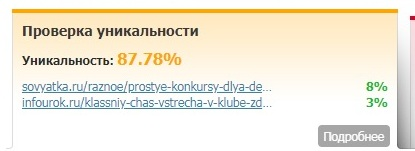 Проверка уникальности
Уникальность: 87.78%
sovyatka.ru/raznoe/prostye-konkursy-dlya-de... 8%
infourok.ru/klassniy-chas-vstrecha-v-klube-zd... 3%
Подробнее